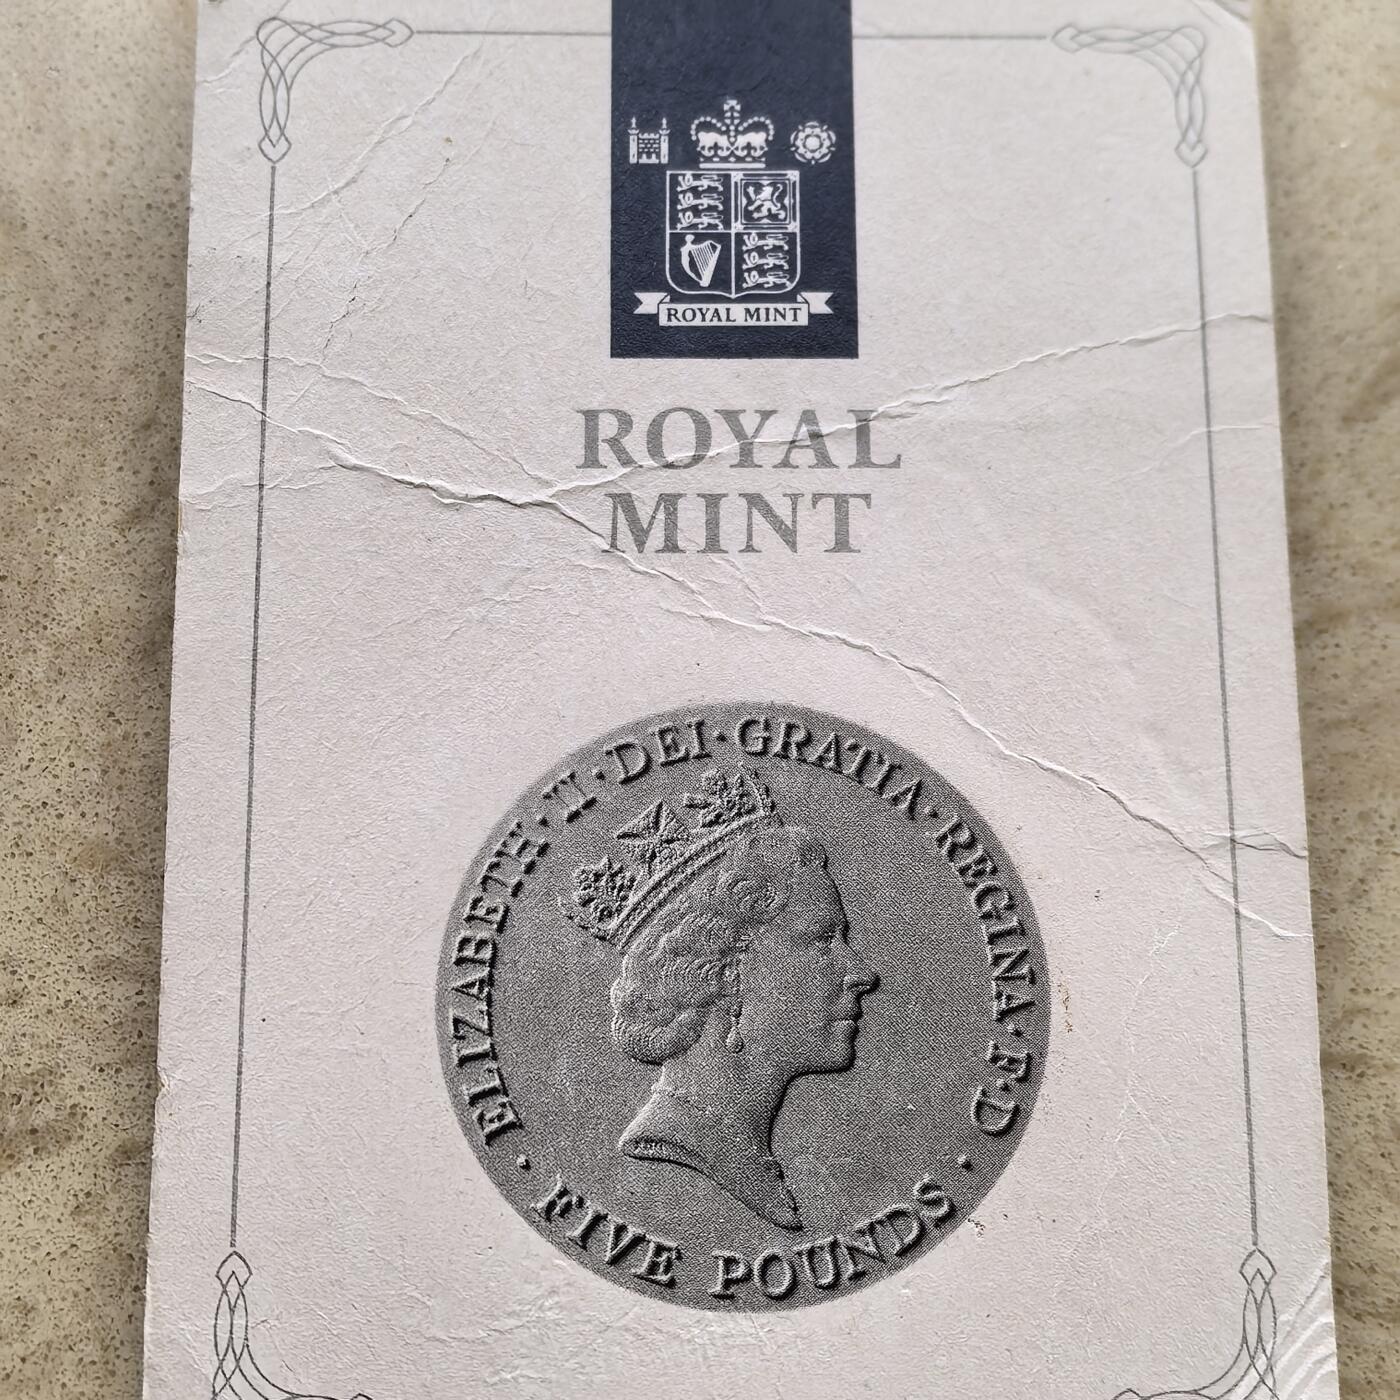 ROYAL MINT
ROYAL
MINT
ELIZABETH·II·DEI·GRATIA·REGINA·F·D
·FIVE POUNDS·